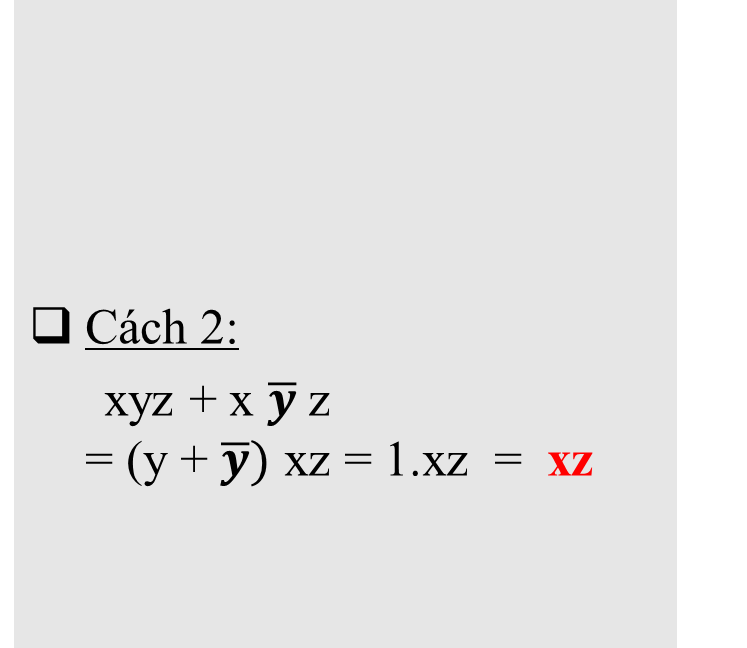 ❑ Cách 2:
xyz + x y̅ z
= (y + y̅) xz = 1.xz = xz